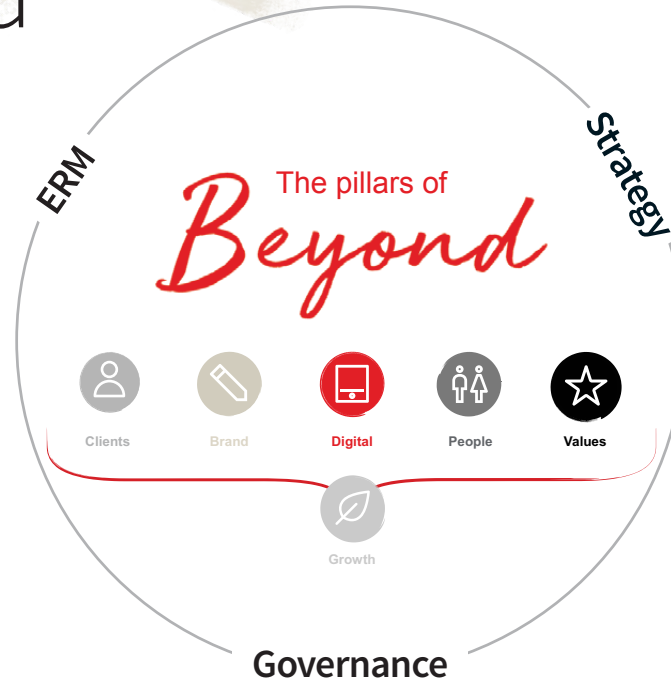 ERM
Strategy
The pillars of
Beyond
Clients
Brand
Digital
People
Values
Growth
Governance